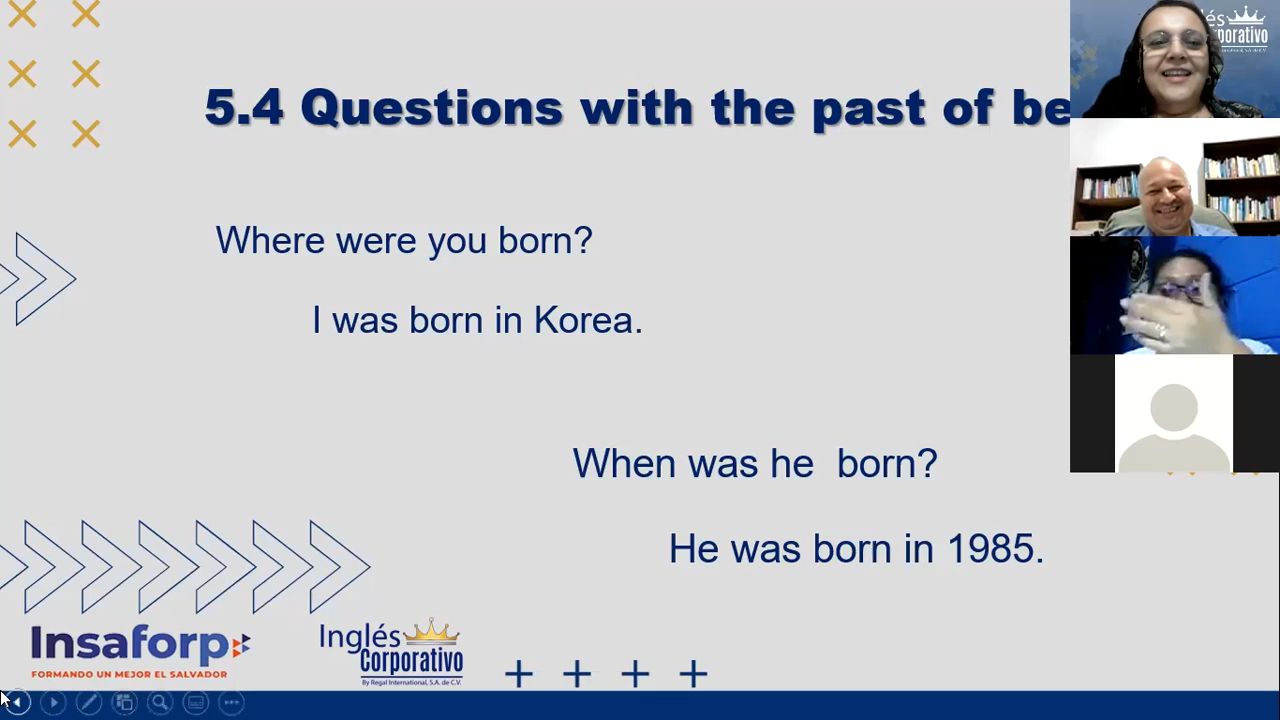 5.4 Questions with the past of be
Where were you born?
I was born in Korea.
When was he  born?
He was born in 1985.
Insaforp
FORMANDO UN MEJOR EL SALVADOR
Inglés
Corporativo
By Regal International, S.A. de C.V.